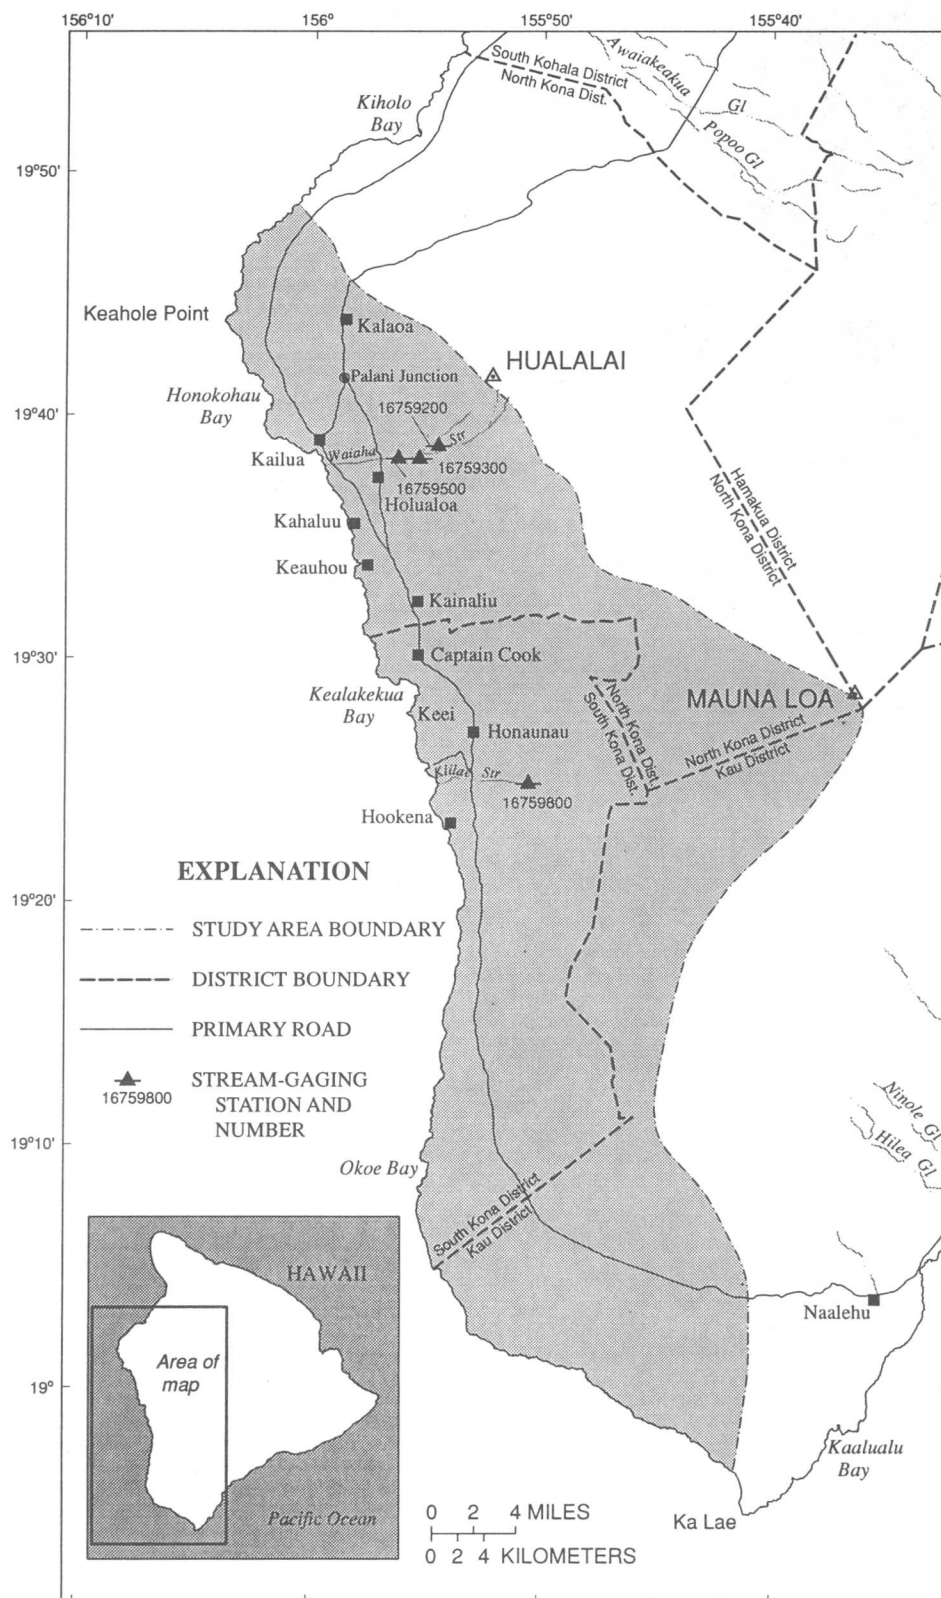 156°10'
156°
155°50'
155°40'
South Kohala District
North Kona Dist.
Awaiakeakua
Gl
Popoo Gl
Kiholo
Bay
19°50'
Keahole Point
Kalaoa
HUALALAI
Palani Junction
Honokohau
Bay
16759200
19°40'
Kailua
Waiaha
Str
16759300
16759500
Holualoa
Hamakua District
North Kona District
Kahaluu
Keauhou
Kainaliu
19°30'
Captain Cook
Kealakekua
Bay
Keei
North Kona Dist.
South Kona Dist.
MAUNA LOA
Honaunau
North Kona District
Kau District
Kiilae Str
16759800
Hookena
EXPLANATION
19°20'
STUDY AREA BOUNDARY
DISTRICT BOUNDARY
PRIMARY ROAD
16759800
STREAM-GAGING
STATION AND
NUMBER
Ninole Gl
Hilea Gl
19°10'
Okoe Bay
South Kona District
Kau District
HAWAII
Naalehu
Area of
map
19°
Kaalualu
Bay
Pacific Ocean
0 2 4 MILES
0 2 4 KILOMETERS
Ka Lae